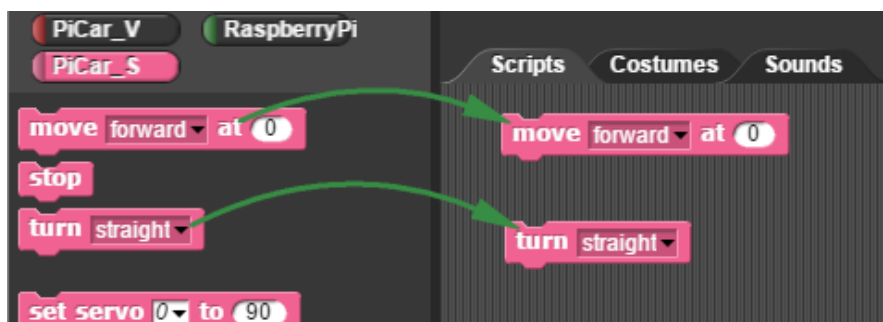 PiCar_V
RaspberryPi
PiCar_S
move forward at 0
stop
turn straight
set servo 0 to 90
Scripts Costumes Sounds
move forward at 0
turn straight